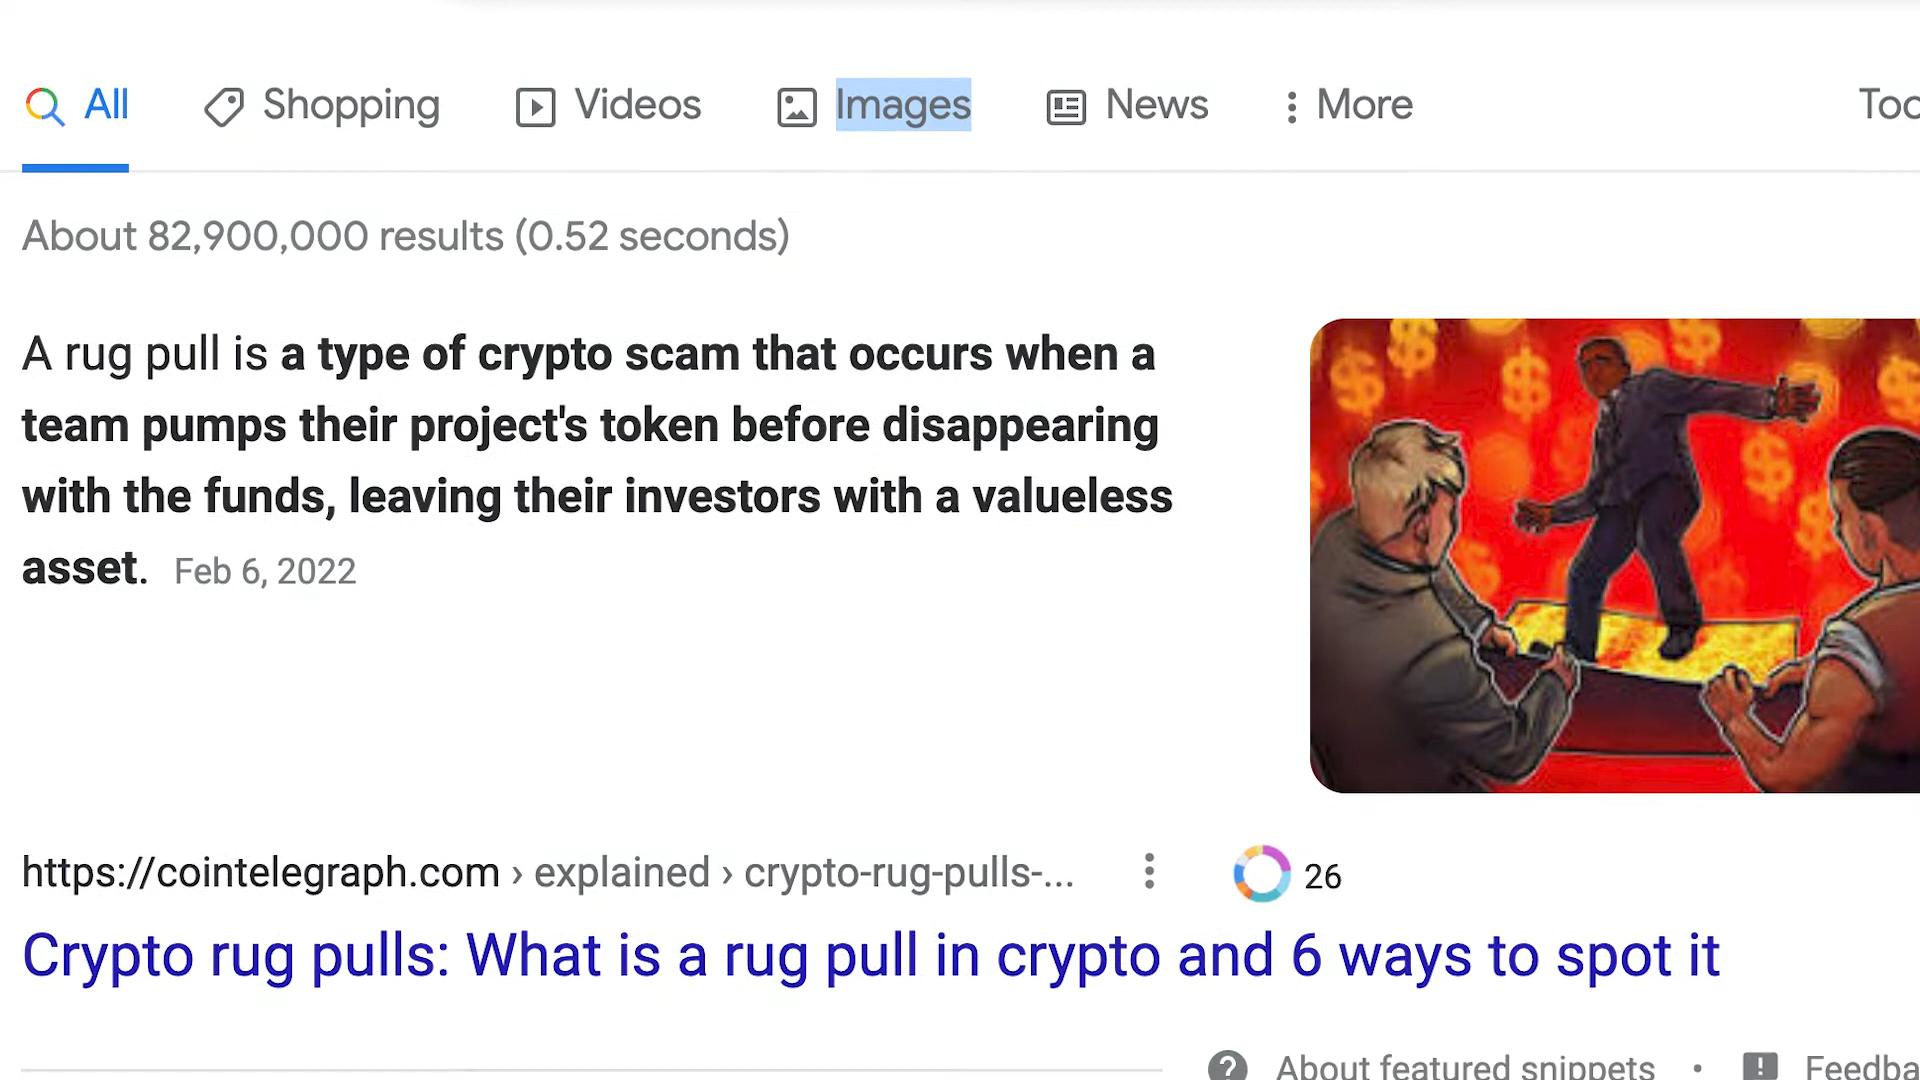 All Shopping Videos Images News More Too
About 82,900,000 results (0.52 seconds)
A rug pull is a type of crypto scam that occurs when a
team pumps their project's token before disappearing
with the funds, leaving their investors with a valueless
asset. Feb 6, 2022
https://cointelegraph.com › explained › crypto-rug-pulls-... 26
Crypto rug pulls: What is a rug pull in crypto and 6 ways to spot it
About featured snippets • Feedba